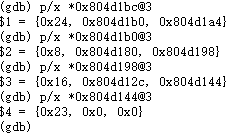 (gdb) p/x *0x804d1bc@3
$1 = {0x24, 0x804d1b0, 0x804d1a4}
(gdb) p/x *0x804d1b0@3
$2 = {0x8, 0x804d180, 0x804d198}
(gdb) p/x *0x804d198@3
$3 = {0x16, 0x804d12c, 0x804d144}
(gdb) p/x *0x804d144@3
$4 = {0x23, 0x0, 0x0}
(gdb)